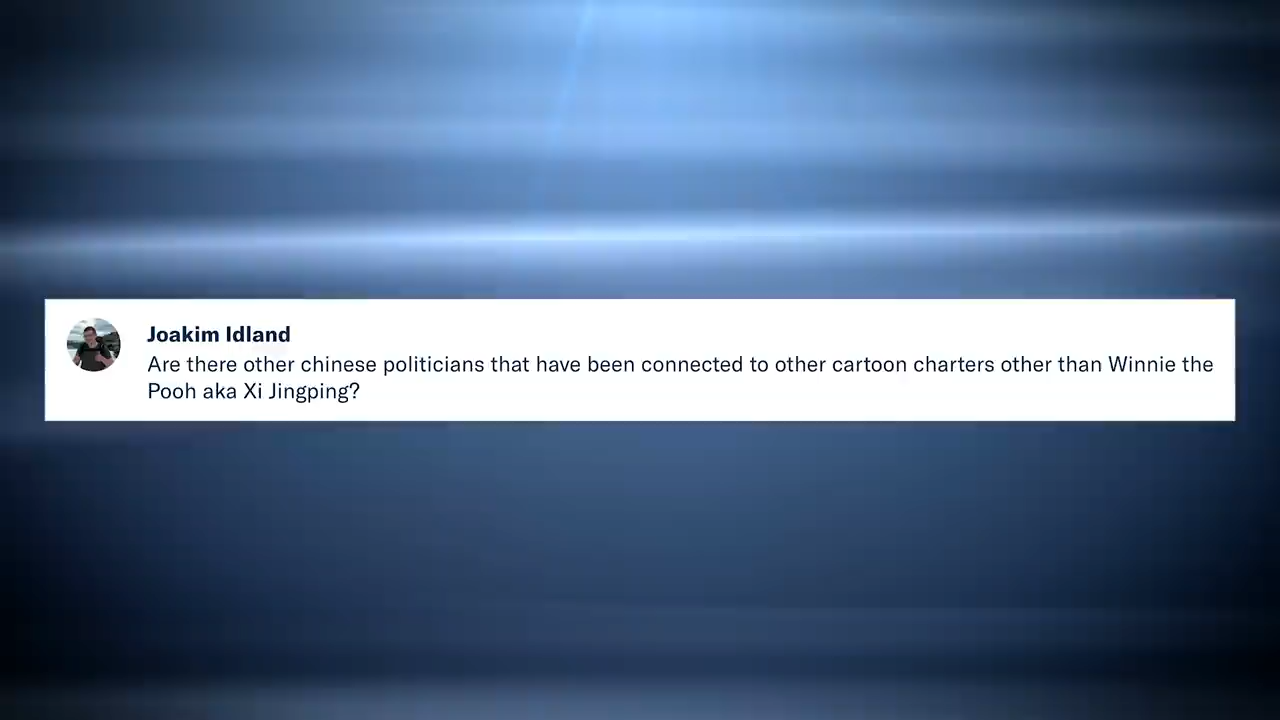 Joakim Idland
Are there other chinese politicians that have been connected to other cartoon charters other than Winnie the
Pooh aka Xi Jingping?